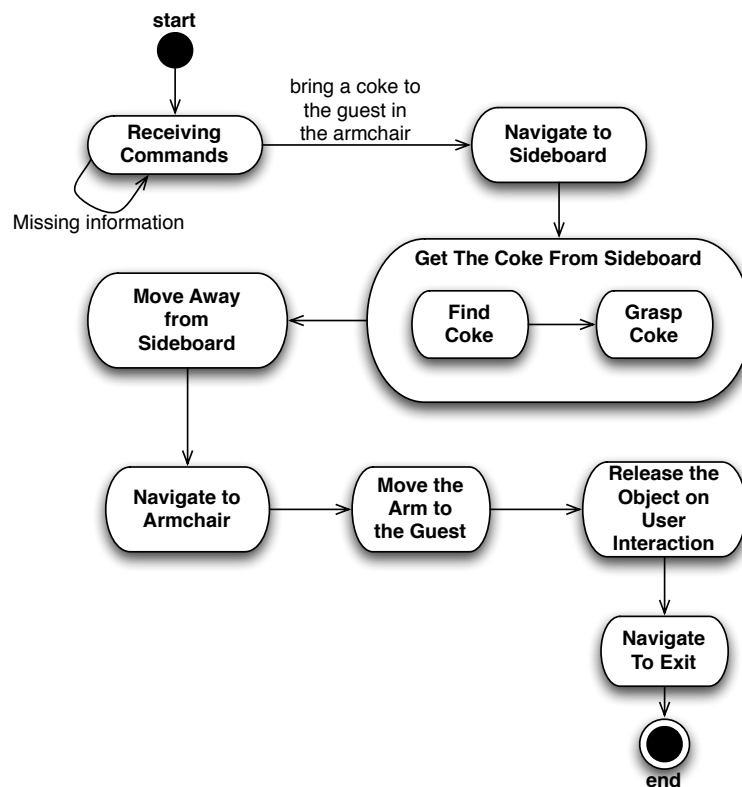 start
bring a coke to
the guest in
the armchair
Receiving
Commands
Navigate to
Sideboard
Missing information
Get The Coke From Sideboard
Find
Coke
Grasp
Coke
Move Away
from
Sideboard
Navigate to
Armchair
Move the
Arm to
the Guest
Release the
Object on
User
Interaction
Navigate
To Exit
end